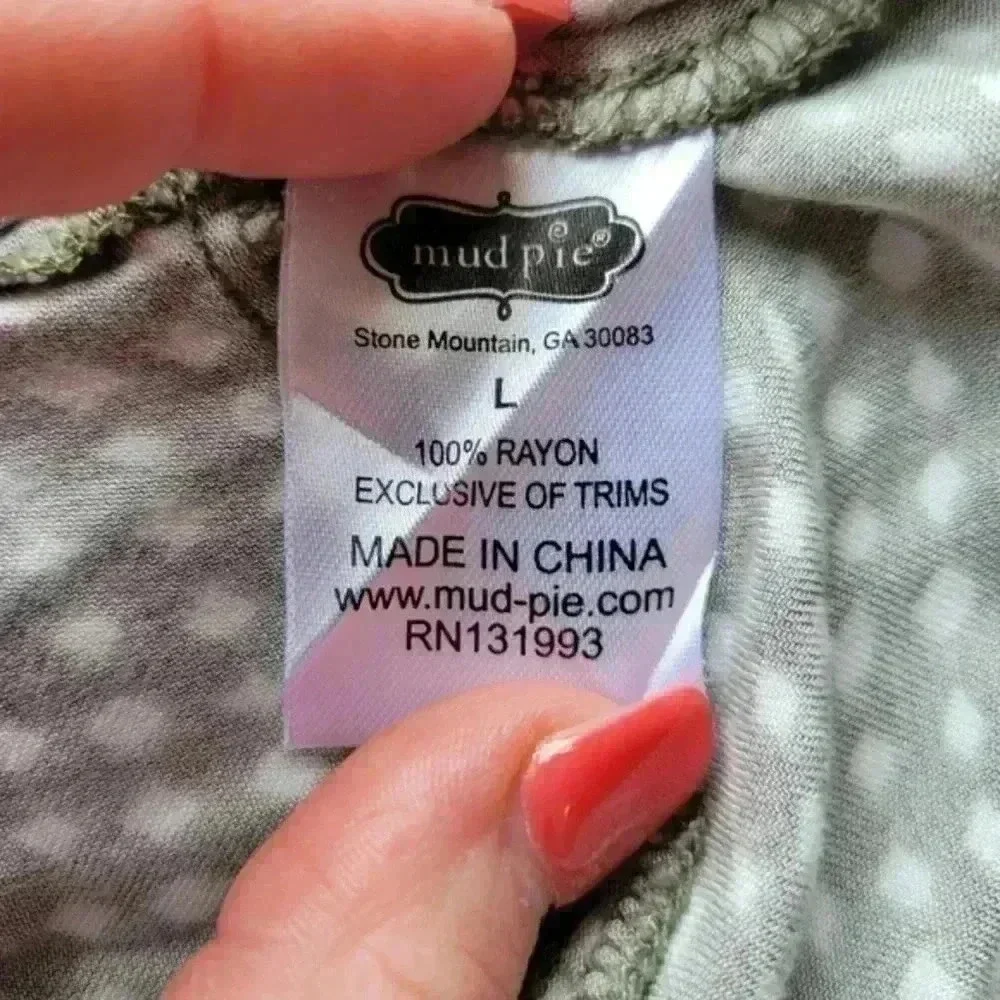 mud pie®
Stone Mountain, GA 30083
L
100% RAYON
EXCLUSIVE OF TRIMS
MADE IN CHINA
www.mud-pie.com
RN131993